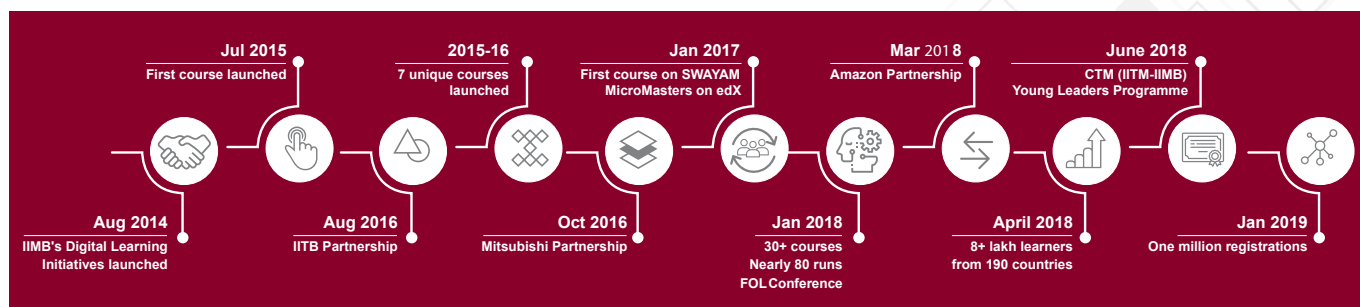 Aug 2014
IIMB's Digital Learning
Initiatives launched
Jul 2015
First course launched
Aug 2016
IITB Partnership
2015-16
7 unique courses
launched
Oct 2016
Mitsubishi Partnership
Jan 2017
First course on SWAYAM
MicroMasters on edX
Jan 2018
30+ courses
Nearly 80 runs
FOL Conference
Mar 2018
Amazon Partnership
April 2018
8+ lakh learners
from 190 countries
June 2018
CTM (IITM-IIMB)
Young Leaders Programme
Jan 2019
One million registrations